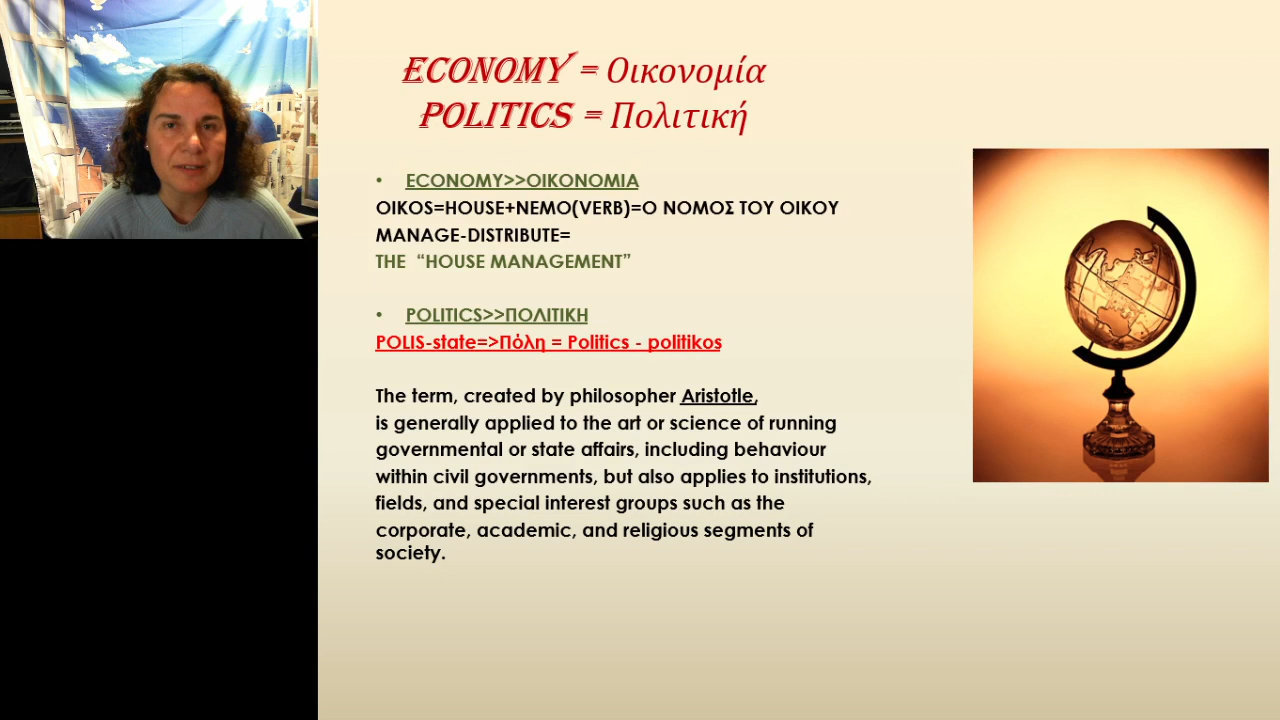 ECONOMY = Οικονομία
POLITICS = Πολιτική
• ECONOMY>>ΟΙΚΟΝΟΜΙΑ
OIKOS=HOUSE+NEMO(VERB)=Ο ΝΟΜΟΣ ΤΟΥ ΟΙΚΟΥ
MANAGE-DISTRIBUTE=
THE “HOUSE MANAGEMENT”
• POLITICS>>ΠΟΛΙΤΙΚΗ
POLIS-state=>Πόλη = Politics - politikos
The term, created by philosopher Aristotle,
is generally applied to the art or science of running
governmental or state affairs, including behaviour
within civil governments, but also applies to institutions,
fields, and special interest groups such as the
corporate, academic, and religious segments of
society.